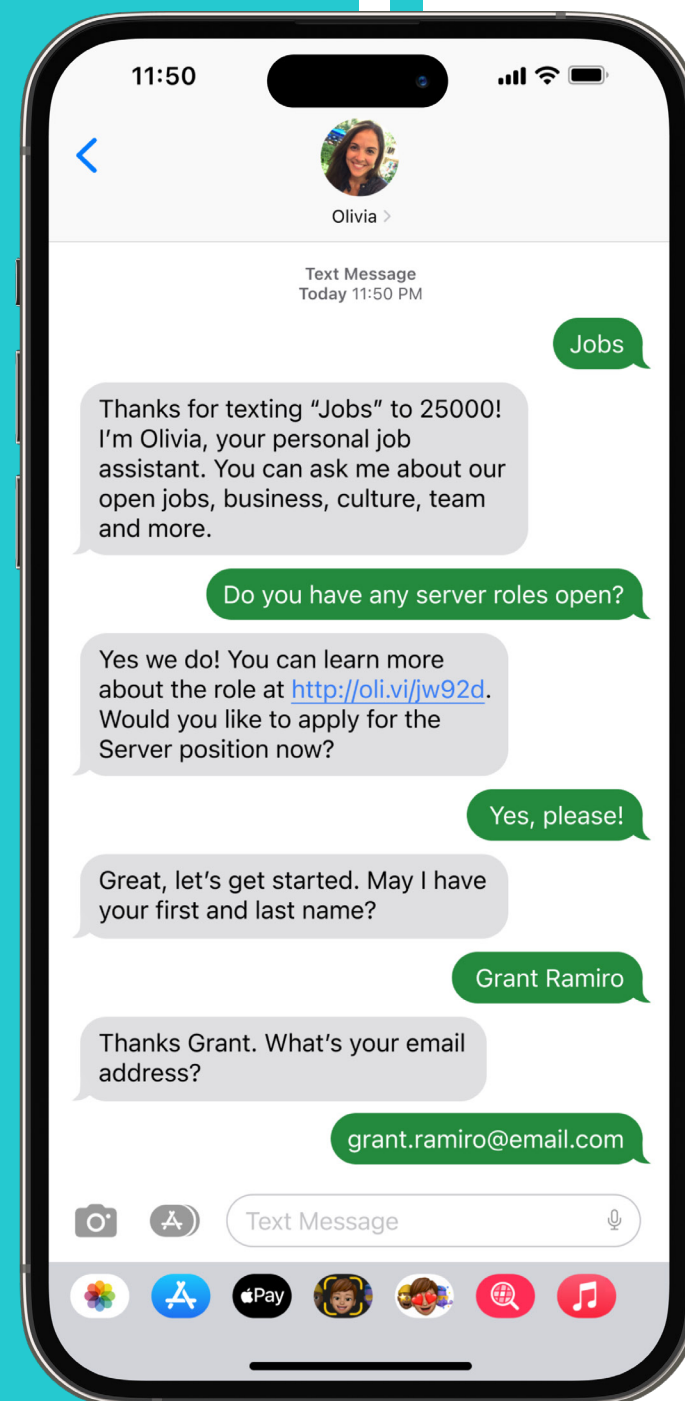 11:50
Olivia
Text Message
Today 11:50 PM
Jobs
Thanks for texting “Jobs” to 25000!
I’m Olivia, your personal job
assistant. You can ask me about our
open jobs, business, culture, team
and more.
Do you have any server roles open?
Yes we do! You can learn more
about the role at http://oli.vi/jw92d.
Would you like to apply for the
Server position now?
Yes, please!
Great, let’s get started. May I have
your first and last name?
Grant Ramiro
Thanks Grant. What’s your email
address?
grant.ramiro@email.com
Text Message
Pay